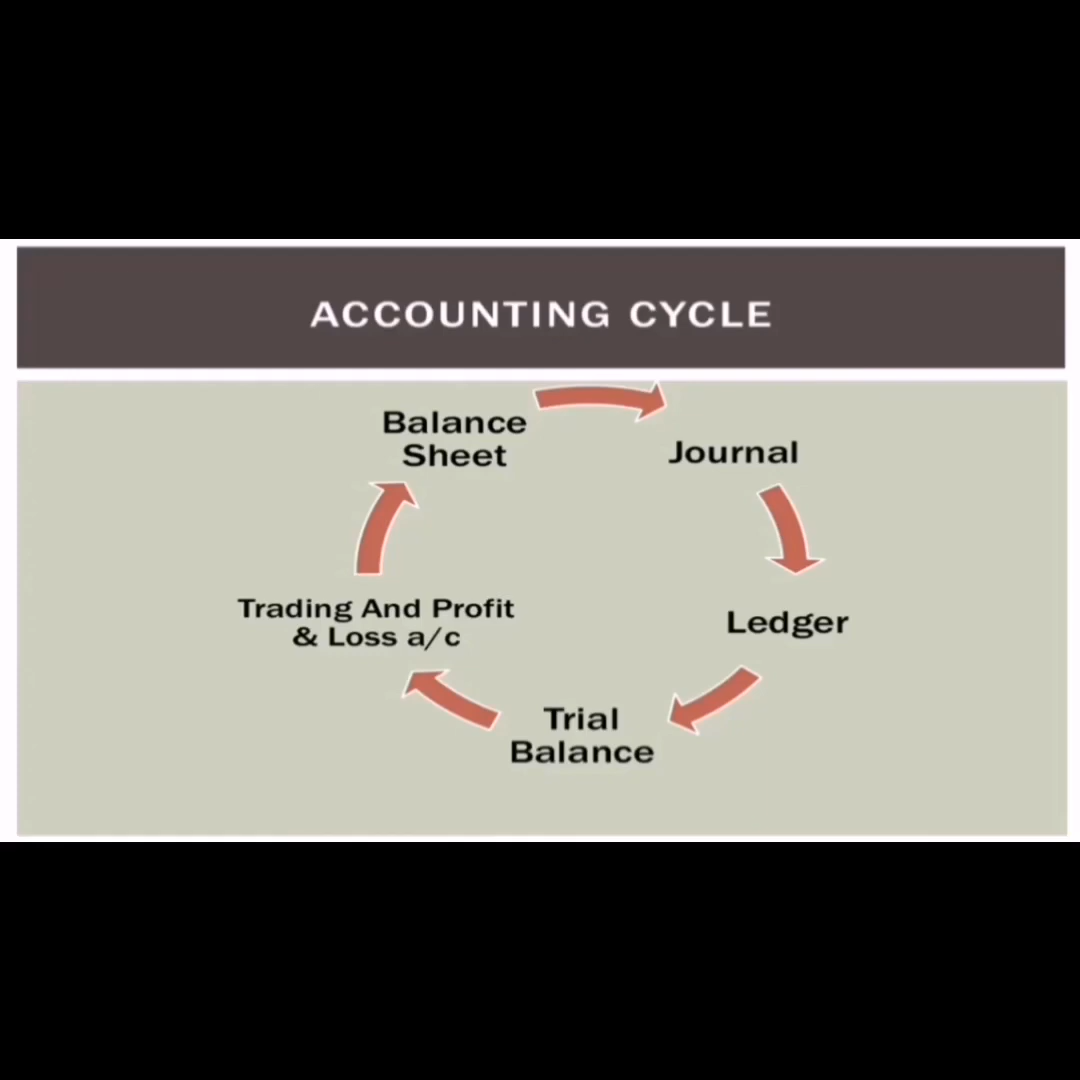 ACCOUNTING CYCLE
Balance
Sheet
Journal
Ledger
Trial
Balance
Trading And Profit
& Loss a/c